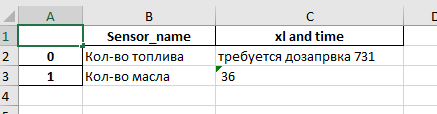 A B C
1 Sensor_name xl and time
2 0 Кол-во топлива требуется дозапрвка 731
3 1 Кол-во масла 36
4
5